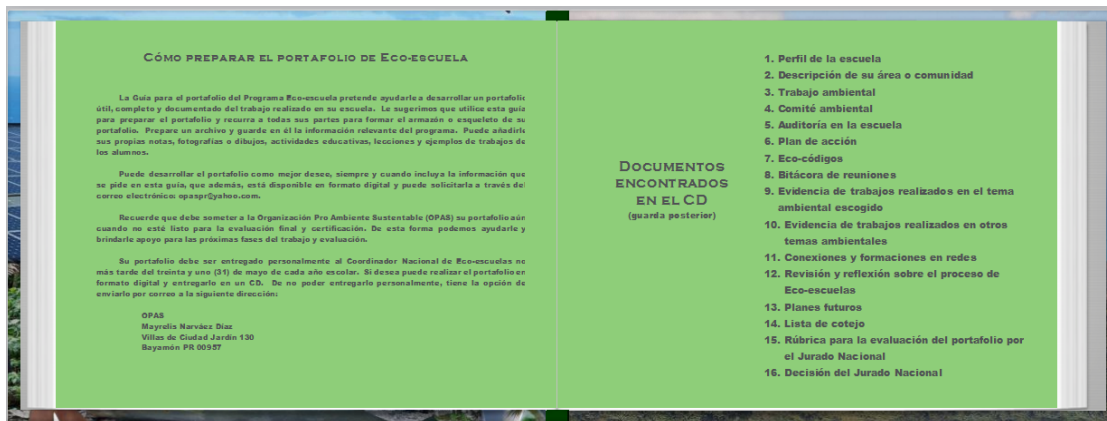 CÓMO PREPARAR EL PORTAFOLIO DE ECO-ESCUELA
La Guía para el portafolio del Programa Eco-escuela pretende ayudarle a desarrollar un portafolio
útil, completo y documentado del trabajo realizado en su escuela. Le sugerimos que utilice esta guía
para preparar el portafolio y recurra a todas sus partes para formar el armazón o esqueleto de su
portafolio. Prepare un archivo y guarde en él la información relevante del programa. Puede añadirle
sus propias notas, fotografías o dibujos, actividades educativas, lecciones y ejemplos de trabajos de
los alumnos.
Puede desarrollar el portafolio como mejor desee, siempre y cuando incluya la información que
se pide en esta guía, que además, está disponible en formato digital y puede solicitarla a través del
correo electrónico: opaspr@yahoo.com.
Recuerde que debe someter a la Organización Pro Ambiente Sustentable (OPAS) su portafolio aún
cuando no esté listo para la evaluación final y certificación. De esta forma podemos ayudarle y
brindarle apoyo para las próximas fases del trabajo y evaluación.
Su portafolio debe ser entregado personalmente al Coordinador Nacional de Eco-escuelas no
más tarde del treinta y uno (31) de mayo de cada año escolar. Si desea puede realizar el portafolio en
formato digital y entregarlo en un CD. De no poder entregarlo personalmente, tiene la opción de
enviarlo por correo a la siguiente dirección:
OPAS
Mayrelis Narváez Díaz
Villas de Ciudad Jardín 130
Bayamón PR 00957
DOCUMENTOS
ENCONTRADOS
EN EL CD
(guarda posterior)
1. Perfil de la escuela
2. Descripción de su área o comunidad
3. Trabajo ambiental
4. Comité ambiental
5. Auditoría en la escuela
6. Plan de acción
7. Eco-códigos
8. Bitácora de reuniones
9. Evidencia de trabajos realizados en el tema
ambiental escogido
10. Evidencia de trabajos realizados en otros
temas ambientales
11. Conexiones y formaciones en redes
12. Revisión y reflexión sobre el proceso de
Eco-escuelas
13. Planes futuros
14. Lista de cotejo
15. Rúbrica para la evaluación del portafolio por
el Jurado Nacional
16. Decisión del Jurado Nacional